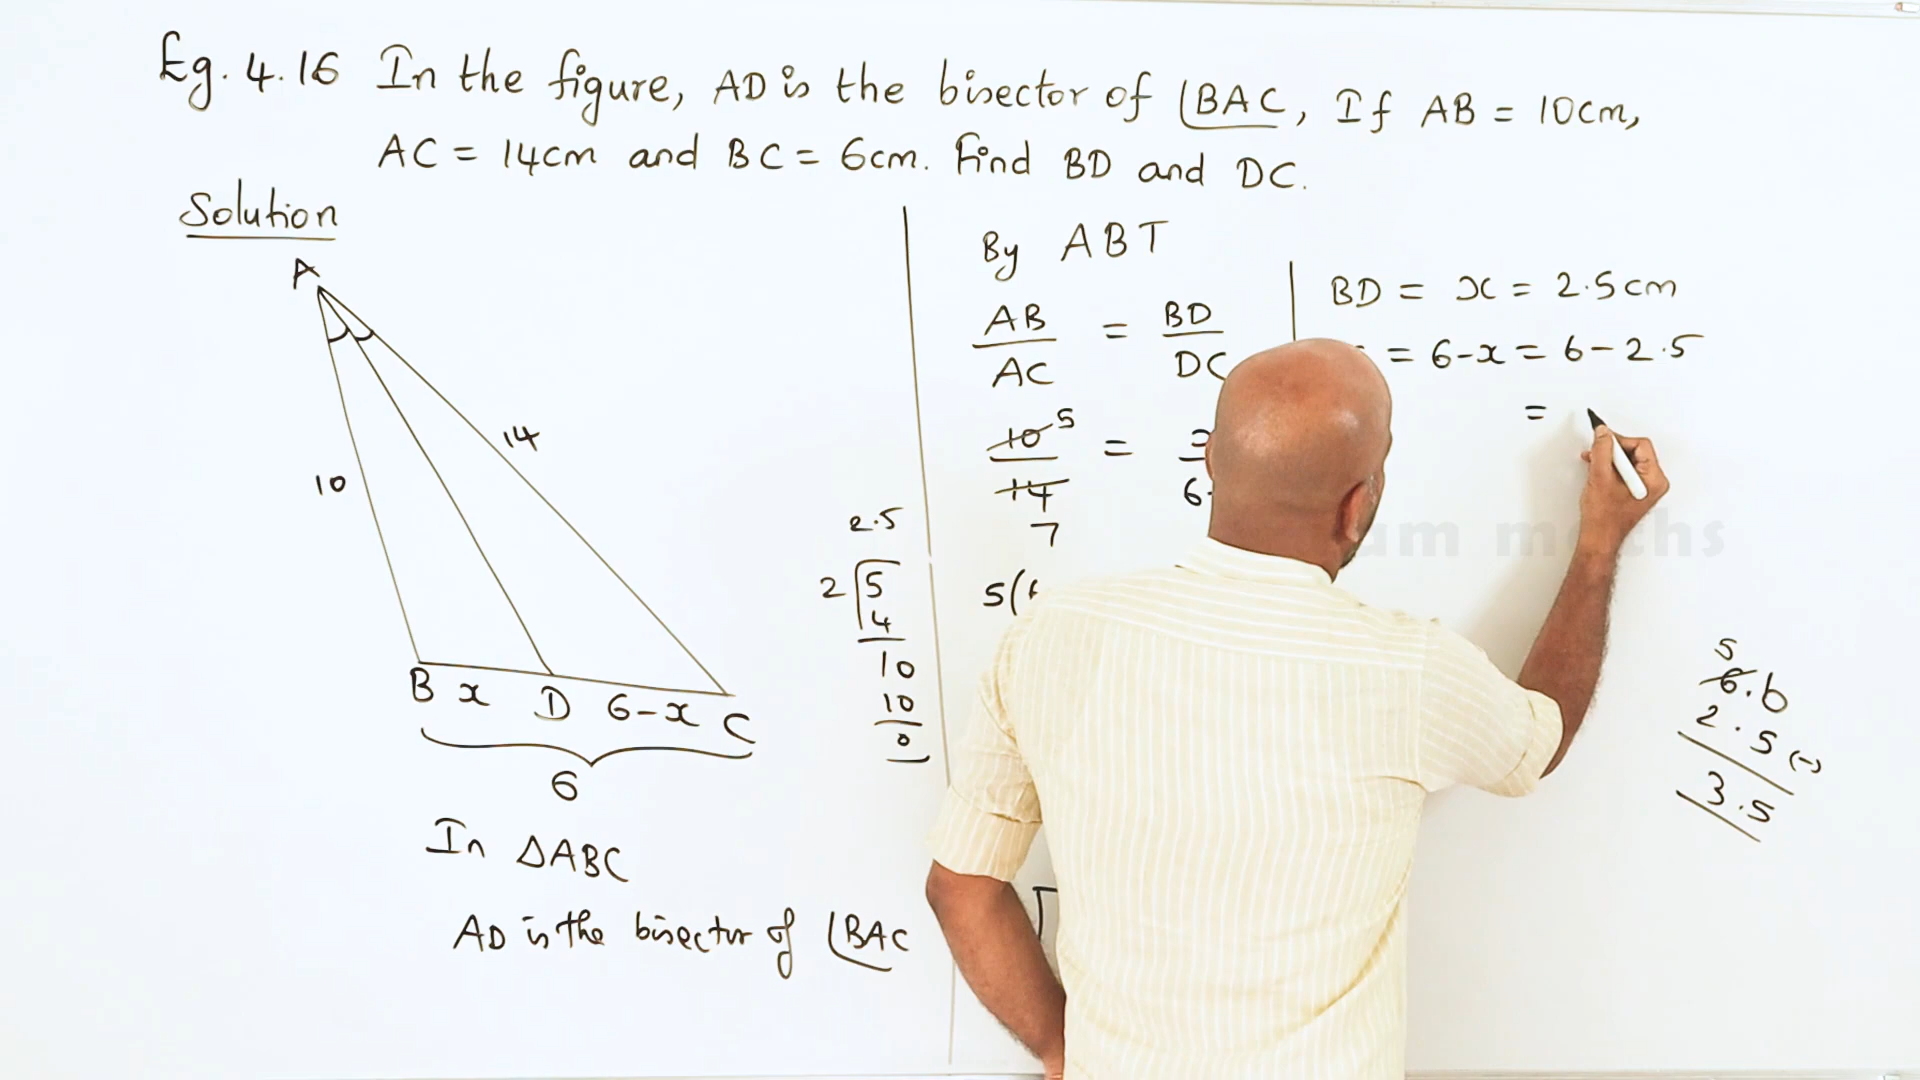 Eg. 4.16 In the figure, AD is the bisector of ∠BAC, If AB = 10cm,
AC = 14cm and BC = 6cm. Find BD and DC.
Solution
A
14
10
B x D 6-x C
6
In ΔABC
AD is the bisector of ∠BAC
2.5
2 5
4
10
10
0
By ABT
AB/AC = BD/DC
10 5
14
7
=
6
5(
BD = x = 2.5cm
= 6-x = 6-2.5
=
am maths
5
6.
2.5 (-)
3.5